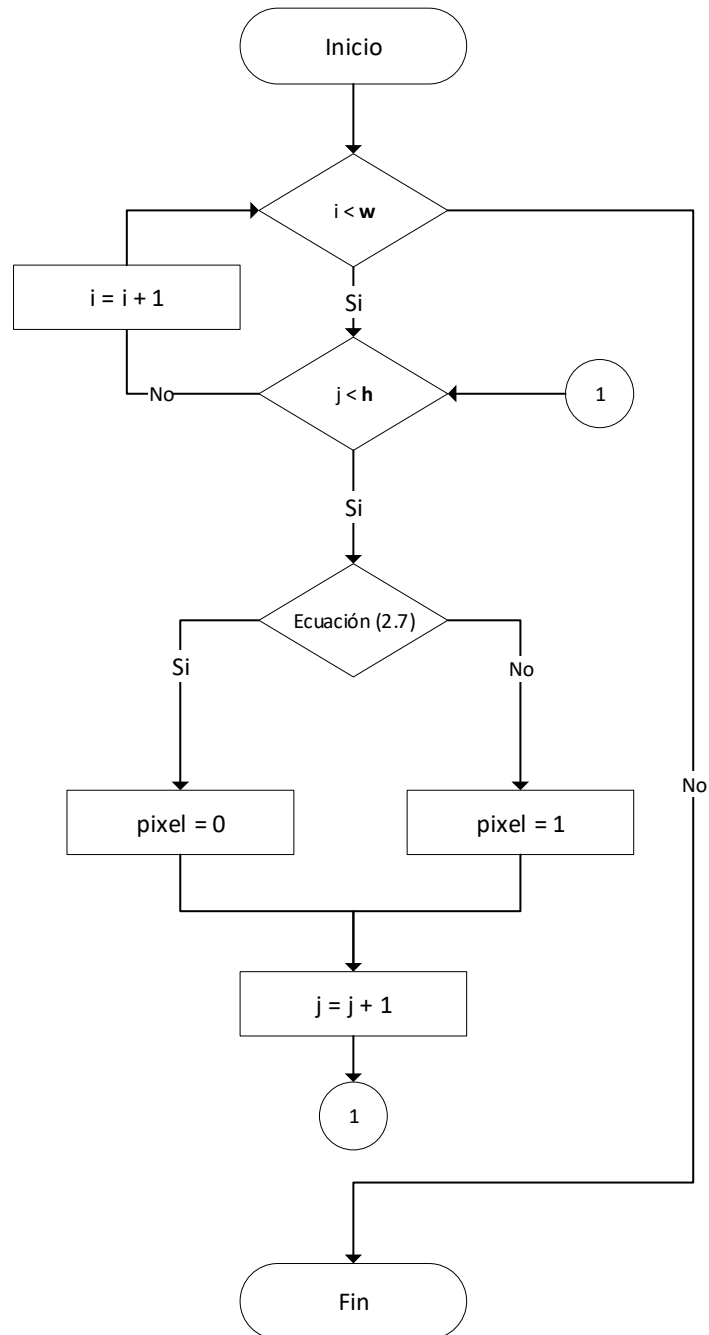 Inicio
i < w
i = i + 1
Si
j < h
No
1
Si
Ecuación (2.7)
Si
No
No
pixel = 0
pixel = 1
j = j + 1
1
Fin